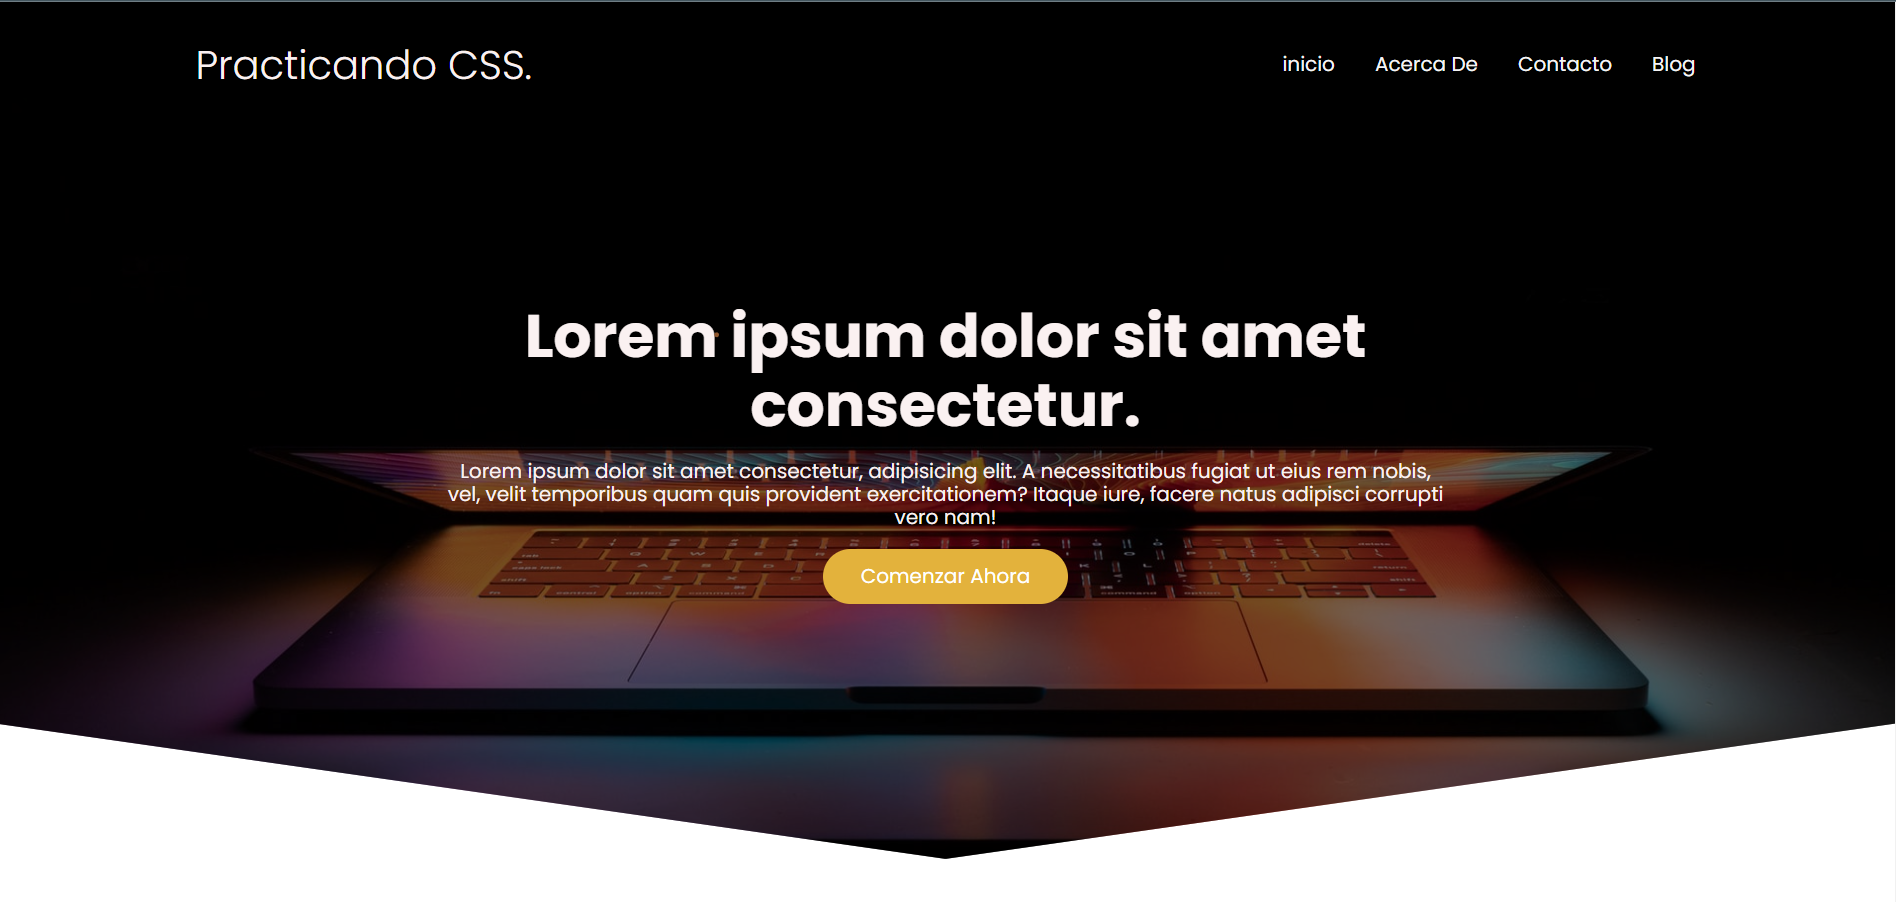 Practicando CSS.
inicio Acerca De Contacto Blog
Lorem ipsum dolor sit amet
consectetur.
Lorem ipsum dolor sit amet consectetur, adipisicing elit. A necessitatibus fugiat ut eius rem nobis,
vel, velit temporibus quam quis provident exercitationem? Itaque iure, facere natus adipisci corrupti
vero nam!
Comenzar Ahora